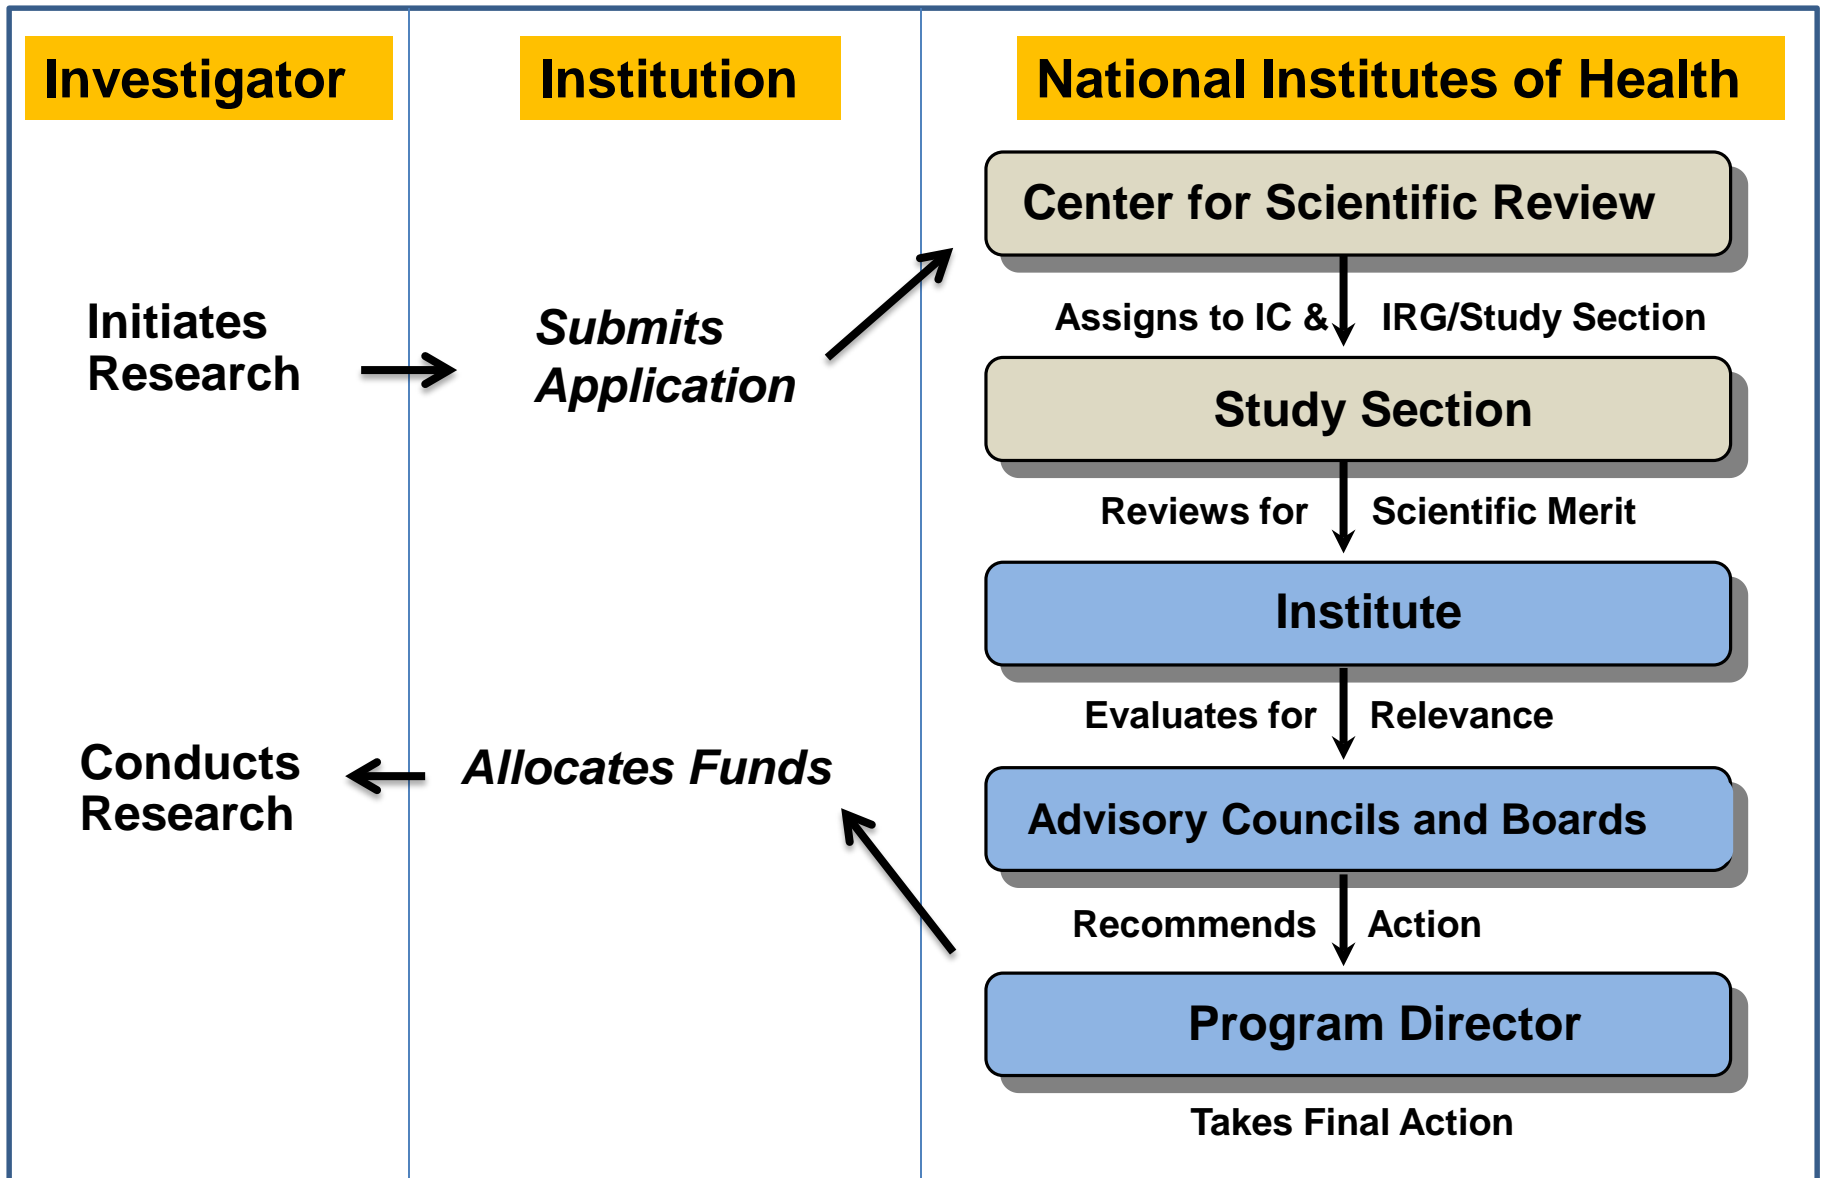 Investigator
Institution
National Institutes of Health
Initiates
Research
Submits
Application
Center for Scientific Review
Assigns to IC & IRG/Study Section
Study Section
Reviews for Scientific Merit
Institute
Evaluates for Relevance
Advisory Councils and Boards
Recommends Action
Program Director
Takes Final Action
Allocates Funds
Conducts
Research